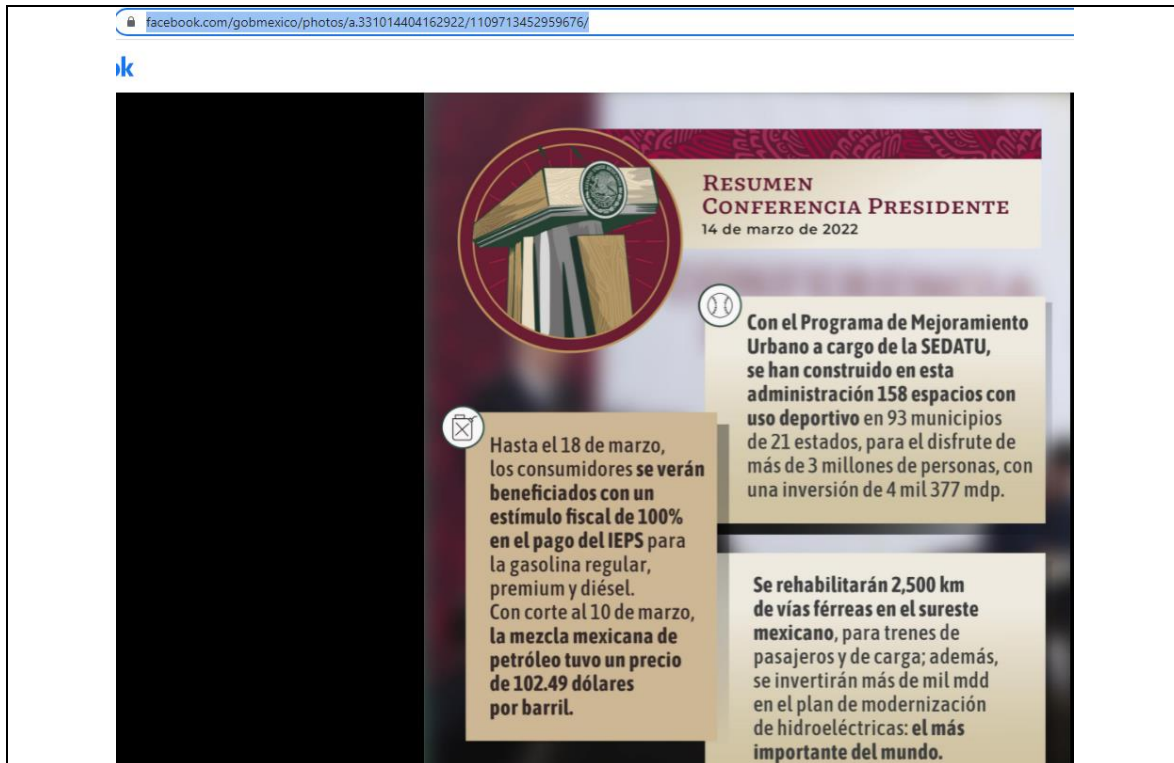 facebook.com/gobmexico/photos/a.331014404162922/1109713452959676/
ok
RESUMEN
CONFERENCIA PRESIDENTE
14 de marzo de 2022
Con el Programa de Mejoramiento
Urbano a cargo de la SEDATU,
se han construido en esta
administración 158 espacios con
uso deportivo en 93 municipios
de 21 estados, para el disfrute de
más de 3 millones de personas, con
una inversión de 4 mil 377 mdp.
Hasta el 18 de marzo,
los consumidores se verán
beneficiados con un
estímulo fiscal de 100%
en el pago del IEPS para
la gasolina regular,
premium y diésel.
Con corte al 10 de marzo,
la mezcla mexicana de
petróleo tuvo un precio
de 102.49 dólares
por barril.
Se rehabilitarán 2,500 km
de vías férreas en el sureste
mexicano, para trenes de
pasajeros y de carga; además,
se invertirán más de mil mdd
en el plan de modernización
de hidroeléctricas: el más
importante del mundo.